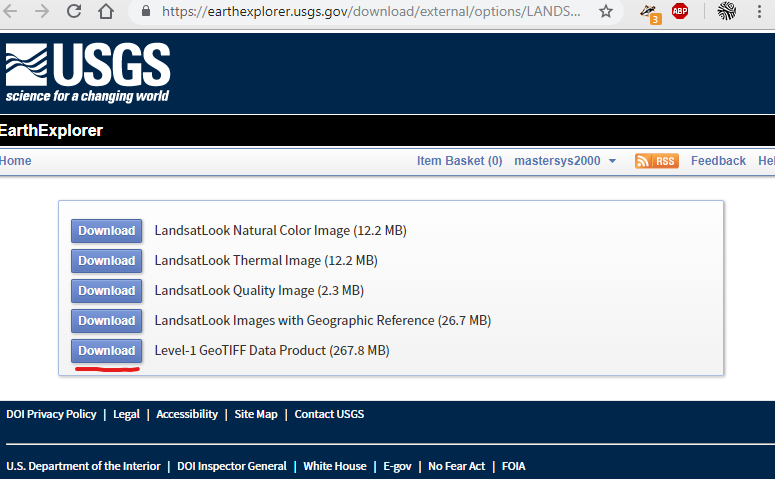 https://earthexplorer.usgs.gov/download/external/options/LANDS...
3
ABP
USGS
science for a changing world
EarthExplorer
Home Item Basket (0) mastersys2000 RSS Feedback Hel
Download LandsatLook Natural Color Image (12.2 MB)
Download LandsatLook Thermal Image (12.2 MB)
Download LandsatLook Quality Image (2.3 MB)
Download LandsatLook Images with Geographic Reference (26.7 MB)
Download Level-1 GeoTIFF Data Product (267.8 MB)
DOI Privacy Policy | Legal | Accessibility | Site Map | Contact USGS
U.S. Department of the Interior | DOI Inspector General | White House | E-gov | No Fear Act | FOIA